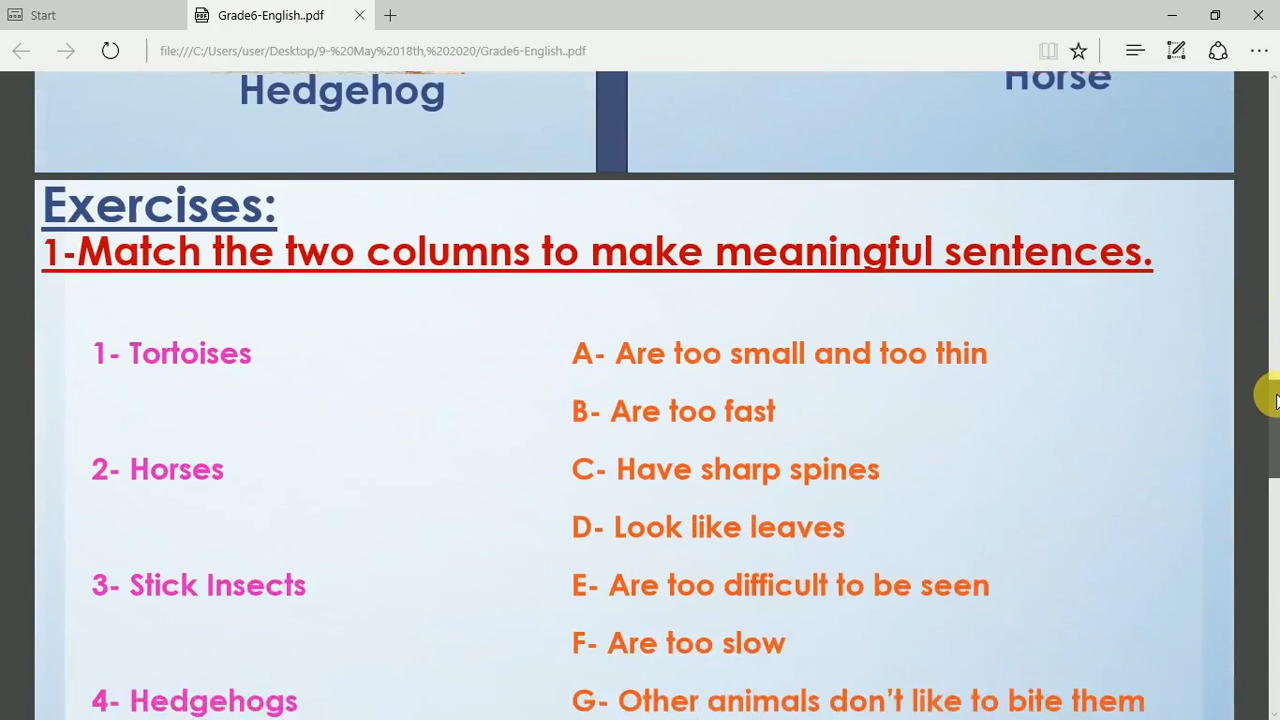 Start
Grade6-English..pdf
file:///C:/Users/user/Desktop/9-%20May%2018th,%202020/Grade6-English..pdf
Hedgehog
Horse
Exercises:
1-Match the two columns to make meaningful sentences.
1- Tortoises
A- Are too small and too thin
B- Are too fast
2- Horses
C- Have sharp spines
D- Look like leaves
3- Stick Insects
E- Are too difficult to be seen
F- Are too slow
4- Hedgehogs
G- Other animals don’t like to bite them